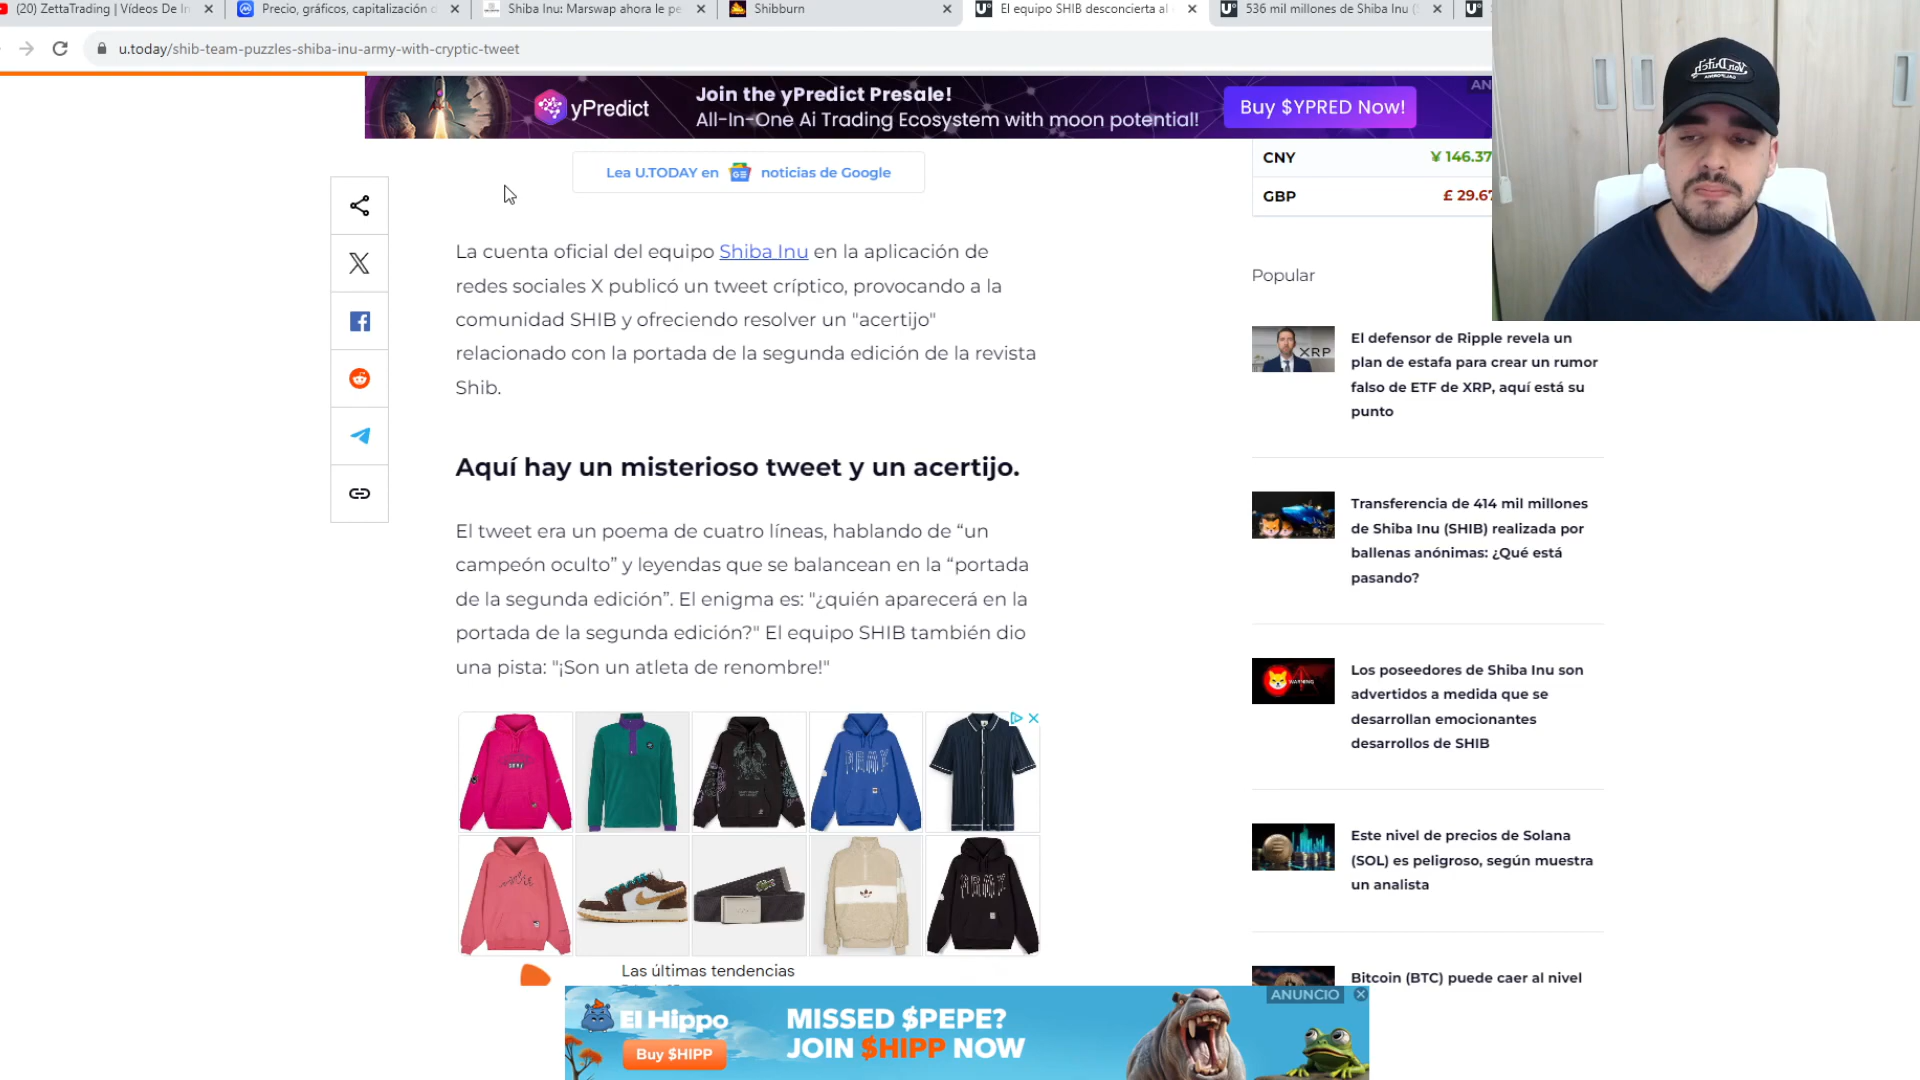 (20) ZettaTrading | Vídeos De In
Precio, gráficos, capitalización
Shiba Inu: Marswap ahora le pe
Shibburn
El equipo SHIB desconcierta al
536 mil millones de Shiba Inu (
u.today/shib-team-puzzles-shiba-inu-army-with-cryptic-tweet
yPredict
Join the yPredict Presale!
All-In-One Ai Trading Ecosystem with moon potential!
Buy $YPRED Now!
AN
Lea U.TODAY en noticias de Google
CNY ¥ 146.37
GBP £ 29.67
La cuenta oficial del equipo Shiba Inu en la aplicación de
redes sociales X publicó un tweet críptico, provocando a la
comunidad SHIB y ofreciendo resolver un "acertijo"
relacionado con la portada de la segunda edición de la revista
Shib.
Aquí hay un misterioso tweet y un acertijo.
El tweet era un poema de cuatro líneas, hablando de “un
campeón oculto” y leyendas que se balancean en la “portada
de la segunda edición”. El enigma es: "¿quién aparecerá en la
portada de la segunda edición?" El equipo SHIB también dio
una pista: "¡Son un atleta de renombre!"
Las últimas tendencias
Popular
XRP
El defensor de Ripple revela un
plan de estafa para crear un rumor
falso de ETF de XRP, aquí está su
punto
Transferencia de 414 mil millones
de Shiba Inu (SHIB) realizada por
ballenas anónimas: ¿Qué está
pasando?
WARNING
Los poseedores de Shiba Inu son
advertidos a medida que se
desarrollan emocionantes
desarrollos de SHIB
Este nivel de precios de Solana
(SOL) es peligroso, según muestra
un analista
Bitcoin (BTC) puede caer al nivel
El Hippo
Buy $HIPP
MISSED $PEPE?
JOIN $HIPP NOW
ANUNCIO